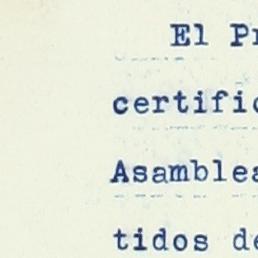 El Pr
certific
Asamblea
tidos de